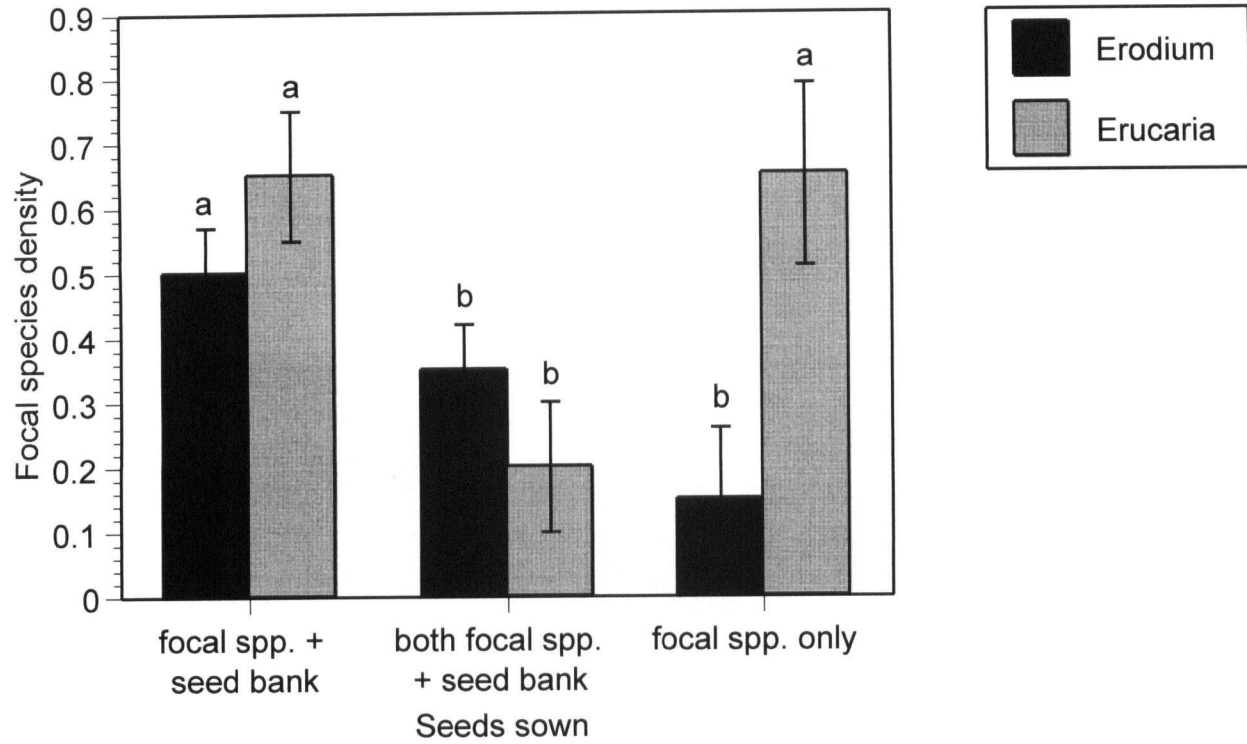 Focal species density
0.9
0.8
0.7
0.6
0.5
0.4
0.3
0.2
0.1
0
a
a
b
b
b
a
focal spp. +
seed bank
both focal spp.
+ seed bank
focal spp. only
Seeds sown
Erodium
Erucaria